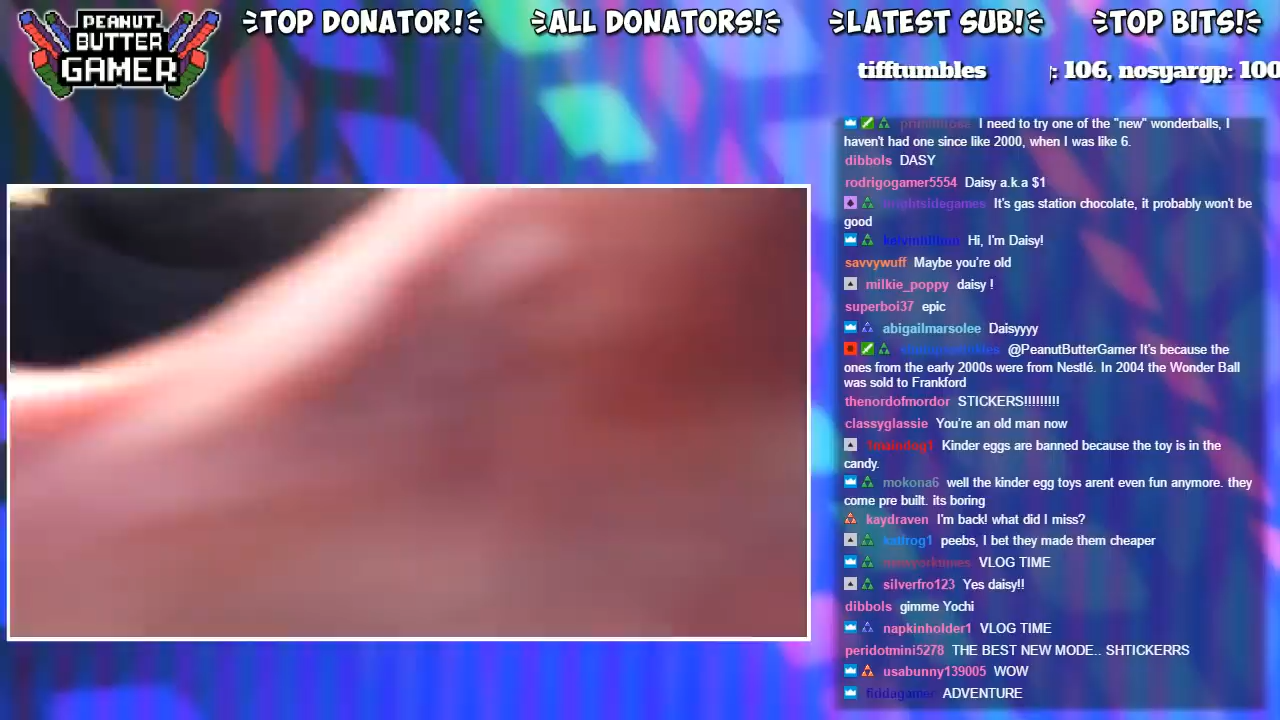 PEANUT
BUTTER
GAMER
TOP DONATOR!
ALL DONATORS!
LATEST SUB!
TOP BITS!
tifftumbles
: 106, nosyargp: 100
I need to try one of the "new" wonderballs, I
haven't had one since like 2000, when I was like 6.
dibbols DASY
rodrigogamer5554 Daisy a.k.a $1
brightsidegames It's gas station chocolate, it probably won't be
good
Hi, I'm Daisy!
savvywuff Maybe you're old
milkie_poppy daisy !
superboi37 epic
abigailmarsolee Daisyyyy
@PeanutButterGamer It's because the
ones from the early 2000s were from Nestlé. In 2004 the Wonder Ball
was sold to Frankford
thenordofmordor STICKERS!!!!!!!!!
classyglassie You're an old man now
1maindog1 Kinder eggs are banned because the toy is in the
candy.
mokona6 well the kinder egg toys arent even fun anymore. they
come pre built. its boring
kaydraven I'm back! what did I miss?
katfrog1 peebs, I bet they made them cheaper
VLOG TIME
silverfro123 Yes daisy!!
dibbols gimme Yochi
napkinholder1 VLOG TIME
peridotmini5278 THE BEST NEW MODE.. SHTICKERRS
usabunny139005 WOW
ADVENTURE